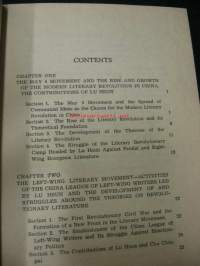 CONTENTS
CHAPTER ONE
THE MAY 4 MOVEMENT AND THE RISE AND GROWTH
OF THE MODERN LITERARY REVOLUTION IN CHINA,
THE CONTRIBUTIONS OF LU HSUN
Section 1. The May 4 Movement and the Spread of
Communist Ideas as the Causes for the Modern Literary
Revolution in China
Section 2. The Rise of the Literary Revolution and Its
Theoretical Foundation
Section 3. The Development of the Theories of the
Literary Revolution
Section 4. The Struggle of the Literary Revolutionary
Camp Headed by Lu Hsun Against Feudal and Right-
Wing Bourgeois Literature
CHAPTER TWO
THE LEFT-WING LITERARY MOVEMENT—ACTIVITIES
OF THE CHINA LEAGUE OF LEFT-WING WRITERS LED
BY LU HSUN AND THE DEVELOPMENT OF AND
STRUGGLES AROUND THE THEORIES ON REVOLU-
TIONARY LITERATURE
Section 1. The First Revolutionary Civil War and the
Formation of a New Front in the Literary Movement
Section 2. The Establishment of the China League of
Left-Wing Writers and Its Struggle Against Reaction-
ary Politics
Section 3. The Contributions of Lu Hsun and Chu Chiu-
pai